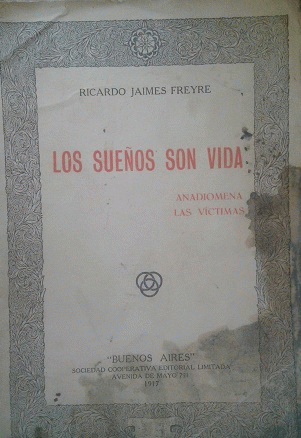 RICARDO JAIMES FREYRE
LOS SUEÑOS SON VIDA
ANADIOMENA
LAS VÍCTIMAS
"BUENOS AIRES"
SOCIEDAD COOPERATIVA EDITORIAL LIMITADA
AVENIDA DE MAYO
1917